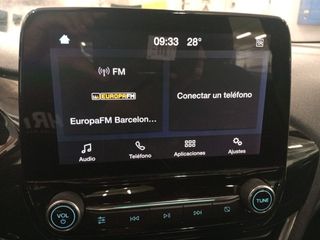 09:33 28°
FM
EUROPAFM
Conectar un teléfono
EuropaFM Barcelon...
Audio
Teléfono
Aplicaciones
Ajustes
VOL
TUNE